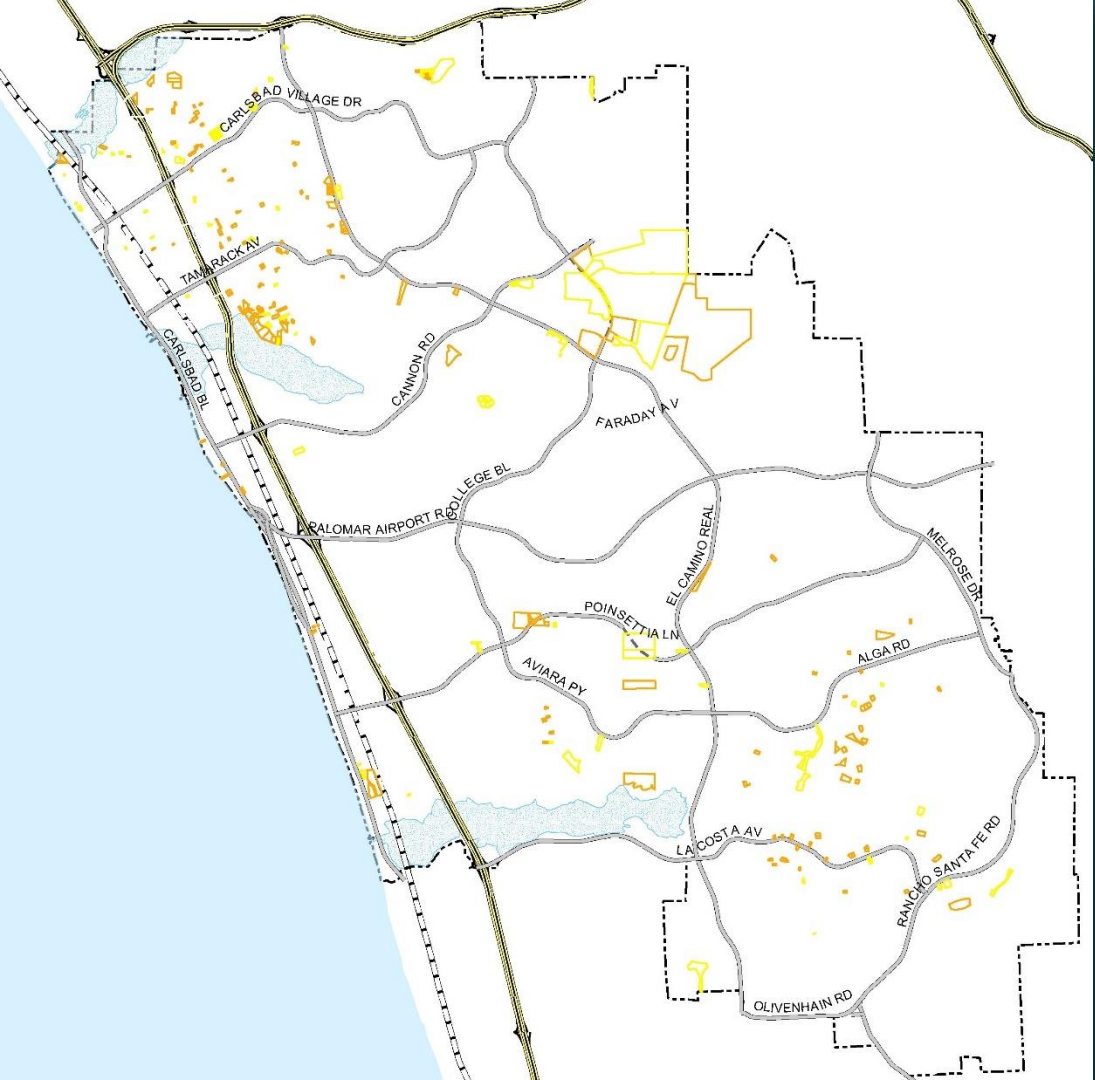 CARLSBAD VILLAGE DR
TAMARACK AV
CARLSBAD BL
CANNON RD
FARADAY AV
COLLEGE BL
PALOMAR AIRPORT RD
EL CAMINO REAL
MELROSE DR
POINSETTIA LN
ALGA RD
AVIARA PY
LA COSTA AV
RANCHO SANTA FE RD
OLIVENHAIN RD